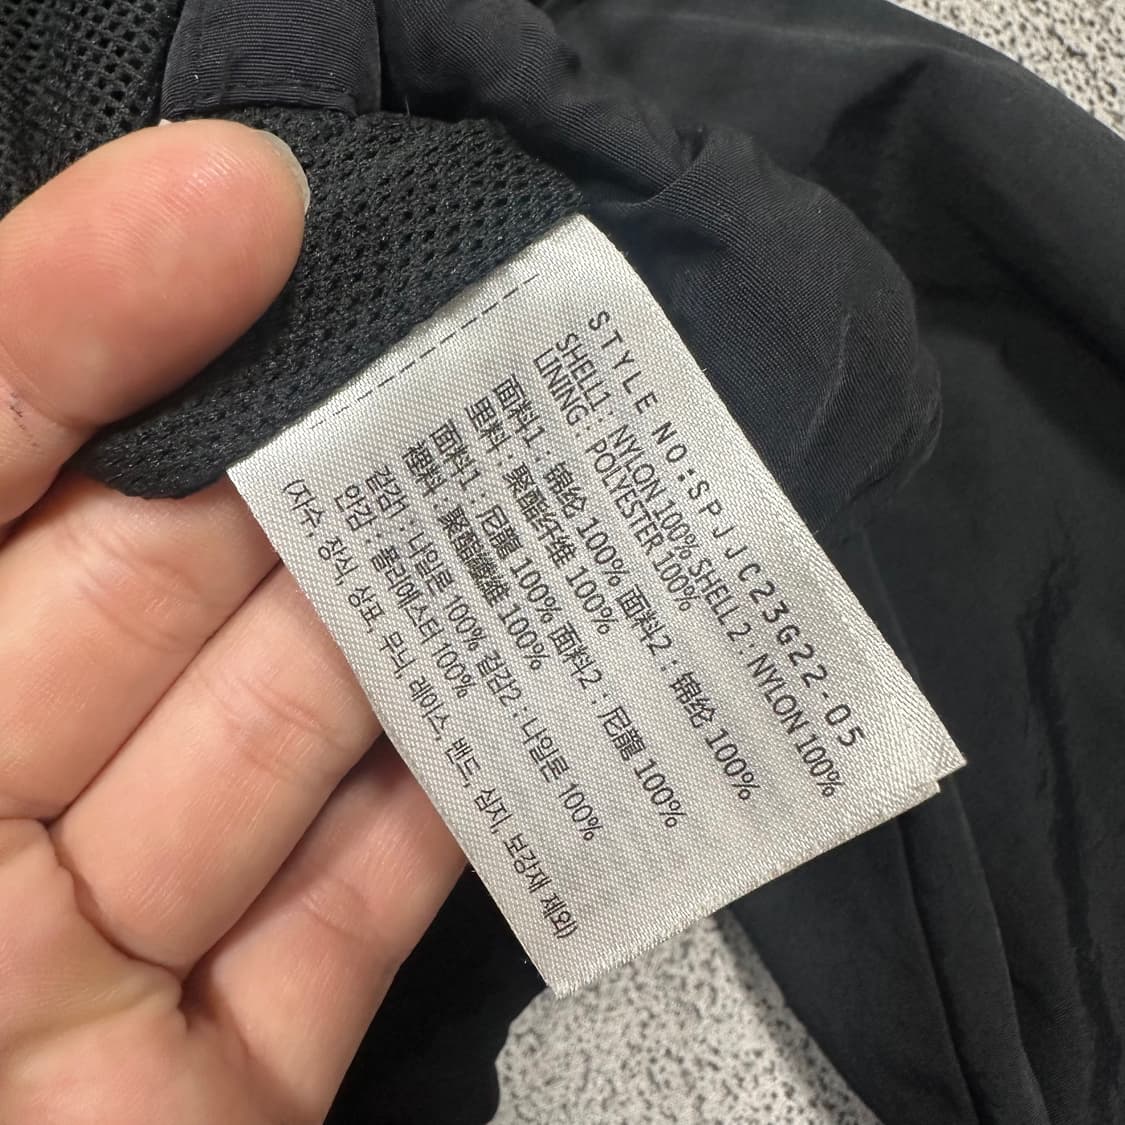 STYLE NO:SPJJC23G22-05
SHELL1 : NYLON 100% SHELL 2 : NYLON 100%
LINING : POLYESTER 100%
面料1 : 锦纶 100% 面料2 : 锦纶 100%
里料 : 聚酯纤维 100%
面料1 : 尼龍 100% 面料2 : 尼龍 100%
裡料 : 聚酯纖維 100%
겉감1 : 나일론 100% 겉감2 : 나일론 100%
안감 : 폴리에스터 100%
(자수, 장식, 상표, 무늬, 레이스, 밴드, 심지, 보강재 제외)